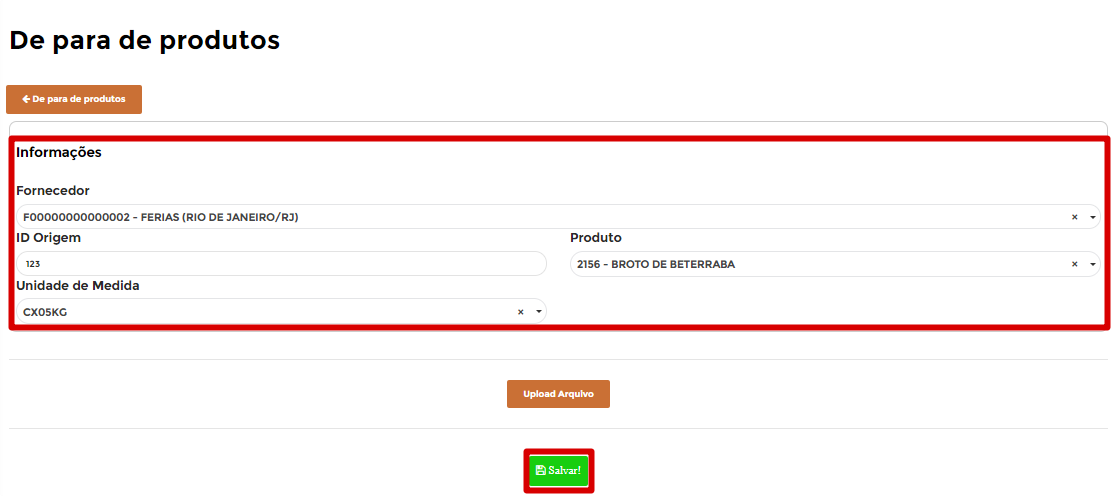 De para de produtos
De para de produtos
Informações
Fornecedor
F00000000000002 - FERIAS (RIO DE JANEIRO/RJ)
ID Origem
Produto
123
2156 - BROTO DE BETERRABA
Unidade de Medida
CX05KG
Upload Arquivo
Salvar!